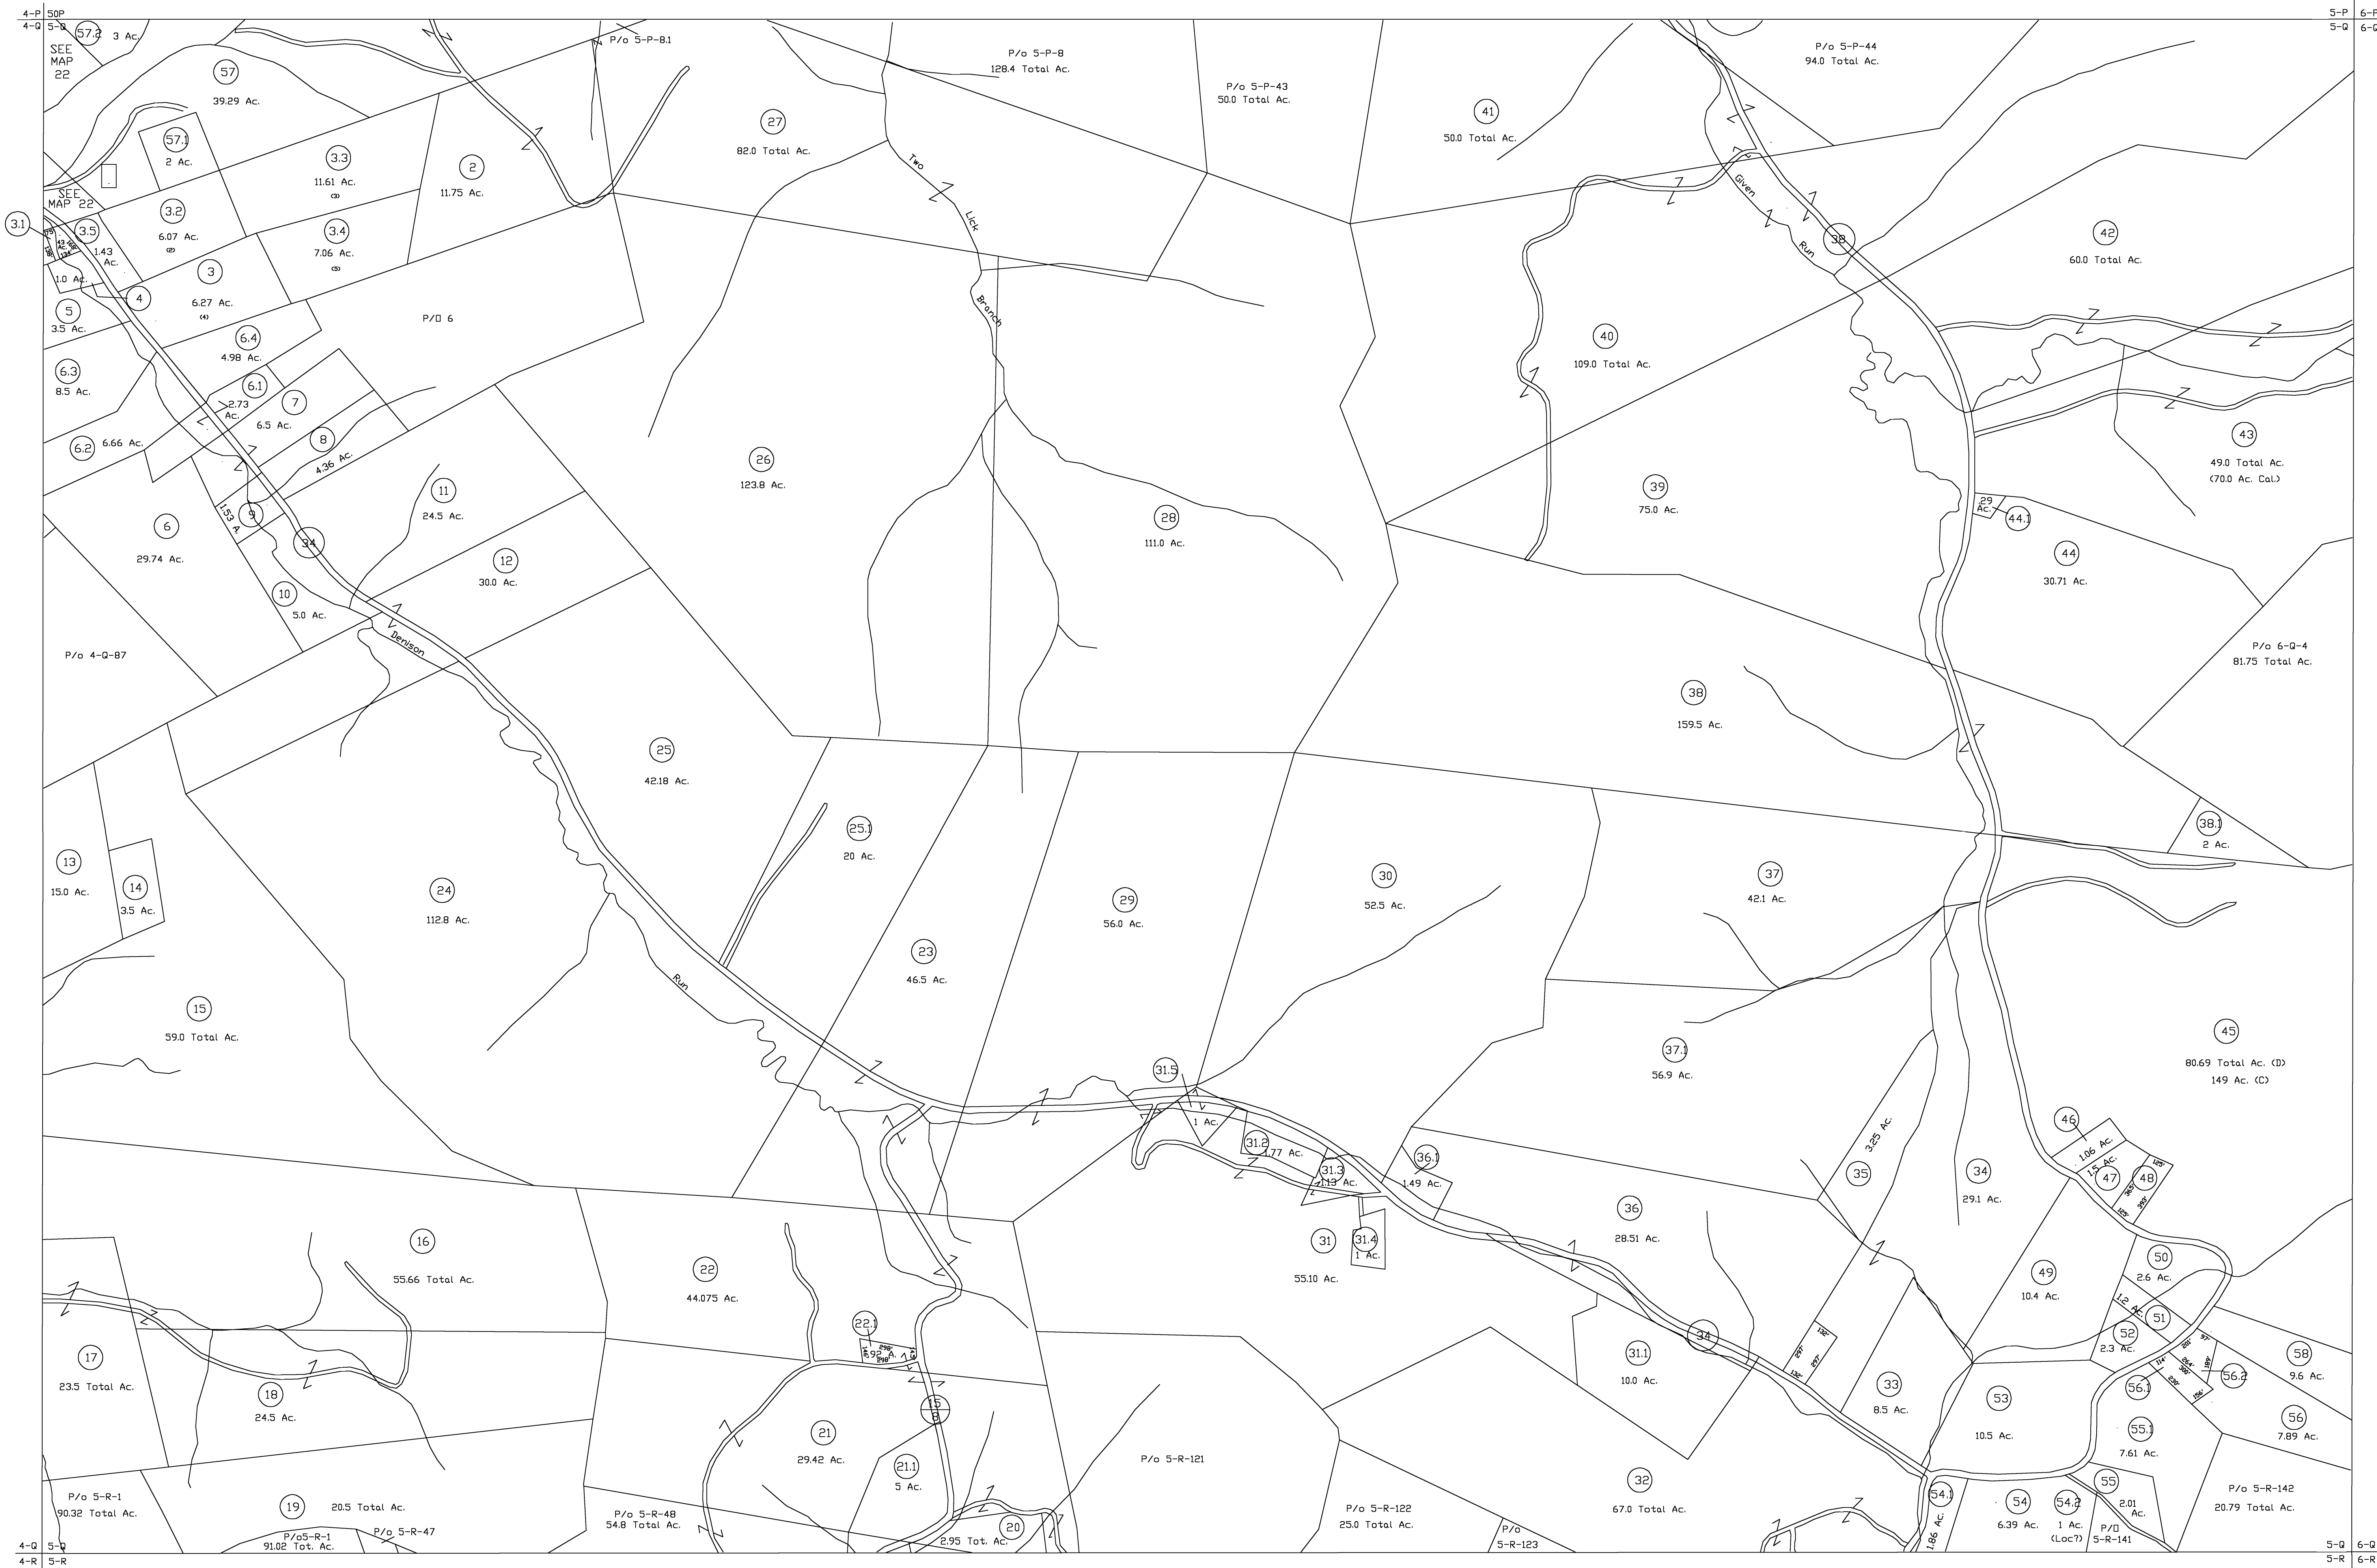 4-P 50P
4-Q 5-Q
5-P 6-P
5-Q 6-Q
57.2 3 Ac.
SEE
MAP
22
57
39.29 Ac.
57.1
2 Ac.
SEE
MAP 22
3.1
3.5
1.43
Ac.
3.2
6.07 Ac.
(2)
3.3
11.61 Ac.
(3)
2
11.75 Ac.
3.4
7.06 Ac.
(5)
3
6.27 Ac.
(4)
1.0 Ac.
4
5
3.5 Ac.
6.4
4.98 Ac.
P/O 6
6.3
8.5 Ac.
6.1
2.73
Ac.
7
6.5 Ac.
6.2 6.66 Ac.
8
4.36 Ac.
9
1.53 A.
34
6
29.74 Ac.
10
5.0 Ac.
11
24.5 Ac.
12
30.0 Ac.
Denison
P/o 4-Q-87
P/o 5-P-8.1
27
82.0 Total Ac.
P/o 5-P-8
128.4 Total Ac.
P/o 5-P-43
50.0 Total Ac.
Two
Lick
Branch
26
123.8 Ac.
28
111.0 Ac.
41
50.0 Total Ac.
P/o 5-P-44
94.0 Total Ac.
Given
Run
38
42
60.0 Total Ac.
40
109.0 Total Ac.
39
75.0 Ac.
43
49.0 Total Ac.
(70.0 Ac. Cal.)
29
Ac.
44.1
44
30.71 Ac.
P/o 6-Q-4
81.75 Total Ac.
38
159.5 Ac.
38.1
2 Ac.
13
15.0 Ac.
14
3.5 Ac.
24
112.8 Ac.
25
42.18 Ac.
25.1
20 Ac.
Run
23
46.5 Ac.
29
56.0 Ac.
30
52.5 Ac.
37
42.1 Ac.
15
59.0 Total Ac.
37.1
56.9 Ac.
45
80.69 Total Ac. (D)
149 Ac. (C)
31.5
1 Ac.
31.2
1.77 Ac.
31.3
1.13 Ac.
36.1
1.49 Ac.
31
55.10 Ac.
31.4
1 Ac.
36
28.51 Ac.
3.25 Ac.
35
34
29.1 Ac.
46
1.06 Ac.
1.5 Ac.
47
48
125'
365'
393'
125'
16
55.66 Total Ac.
22
44.075 Ac.
22.1
.92 A.
298'
298'
17
23.5 Total Ac.
18
24.5 Ac.
15
8
21
29.42 Ac.
21.1
5 Ac.
34
31.1
10.0 Ac.
132'
297'
297'
132'
33
8.5 Ac.
49
10.4 Ac.
50
2.6 Ac.
1.2 Ac.
51
52
2.3 Ac.
97'
114'
264'
189'
156'
56.1
56.2
58
9.6 Ac.
56
7.89 Ac.
53
10.5 Ac.
55.1
7.61 Ac.
P/o 5-R-1
90.32 Total Ac.
19 20.5 Total Ac.
P/o5-R-1
91.02 Tot. Ac.
P/o 5-R-47
P/o 5-R-48
54.8 Total Ac.
20
2.95 Tot. Ac.
P/o 5-R-121
P/o 5-R-122
25.0 Total Ac.
P/o
5-R-123
32
67.0 Total Ac.
54.1
1.86 Ac.
54
6.39 Ac.
54.2
1 Ac.
(Loc?)
55
2.01
Ac.
P/O
5-R-141
P/o 5-R-142
20.79 Total Ac.
4-Q 5-Q
4-R 5-R
5-Q 6-Q
5-R 6-R